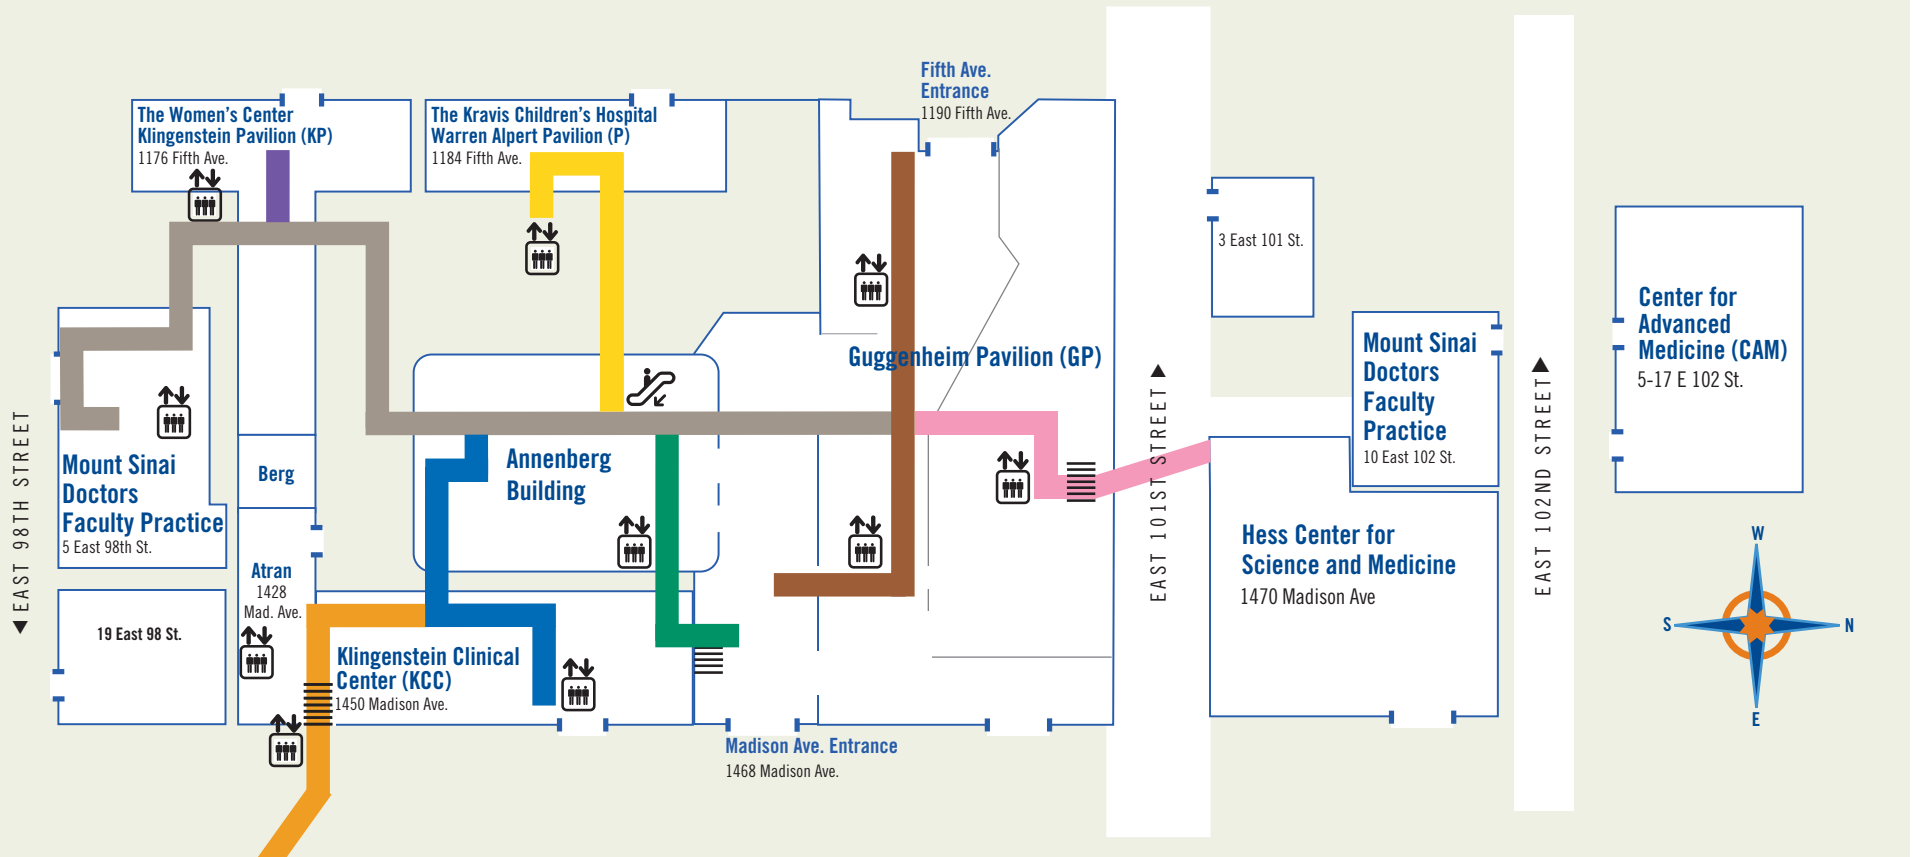 Fifth Ave.
Entrance
1190 Fifth Ave.
The Women's Center
Klingenstein Pavilion (KP)
1176 Fifth Ave.
The Kravis Children's Hospital
Warren Alpert Pavilion (P)
1184 Fifth Ave.
3 East 101 St.
Center for
Advanced
Medicine (CAM)
5-17 E 102 St.
Guggenheim Pavilion (GP)
Mount Sinai
Doctors
Faculty
Practice
10 East 102 St.
EAST 98TH STREET
EAST 101ST STREET
EAST 102ND STREET
Mount Sinai
Doctors
Faculty Practice
5 East 98th St.
Berg
Annenberg
Building
Hess Center for
Science and Medicine
1470 Madison Ave
Atran
1428
Mad. Ave.
19 East 98 St.
Klingenstein Clinical
Center (KCC)
1450 Madison Ave.
Madison Ave. Entrance
1468 Madison Ave.
W
S
N
E